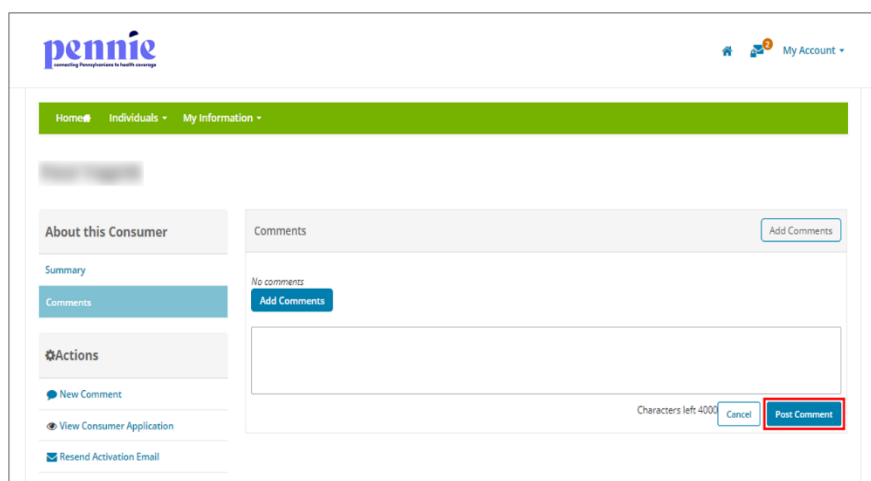 pennie
connecting Pennsylvanians to health coverage
2
My Account
Home
Individuals
My Information
About this Consumer
Summary
Comments
Actions
New Comment
View Consumer Application
Resend Activation Email
Comments
Add Comments
No comments
Add Comments
Characters left 4000
Cancel
Post Comment